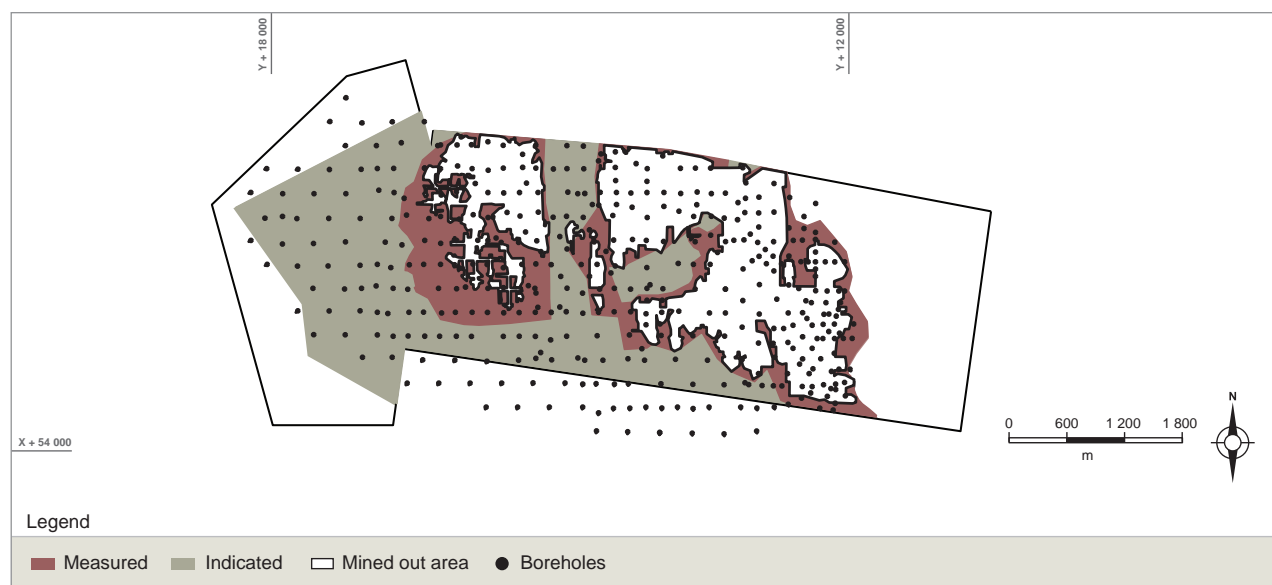 Y + 18 000
Y + 12 000
N
0 600 1 200 1 800
m
X + 54 000
Legend
Measured Indicated Mined out area Boreholes